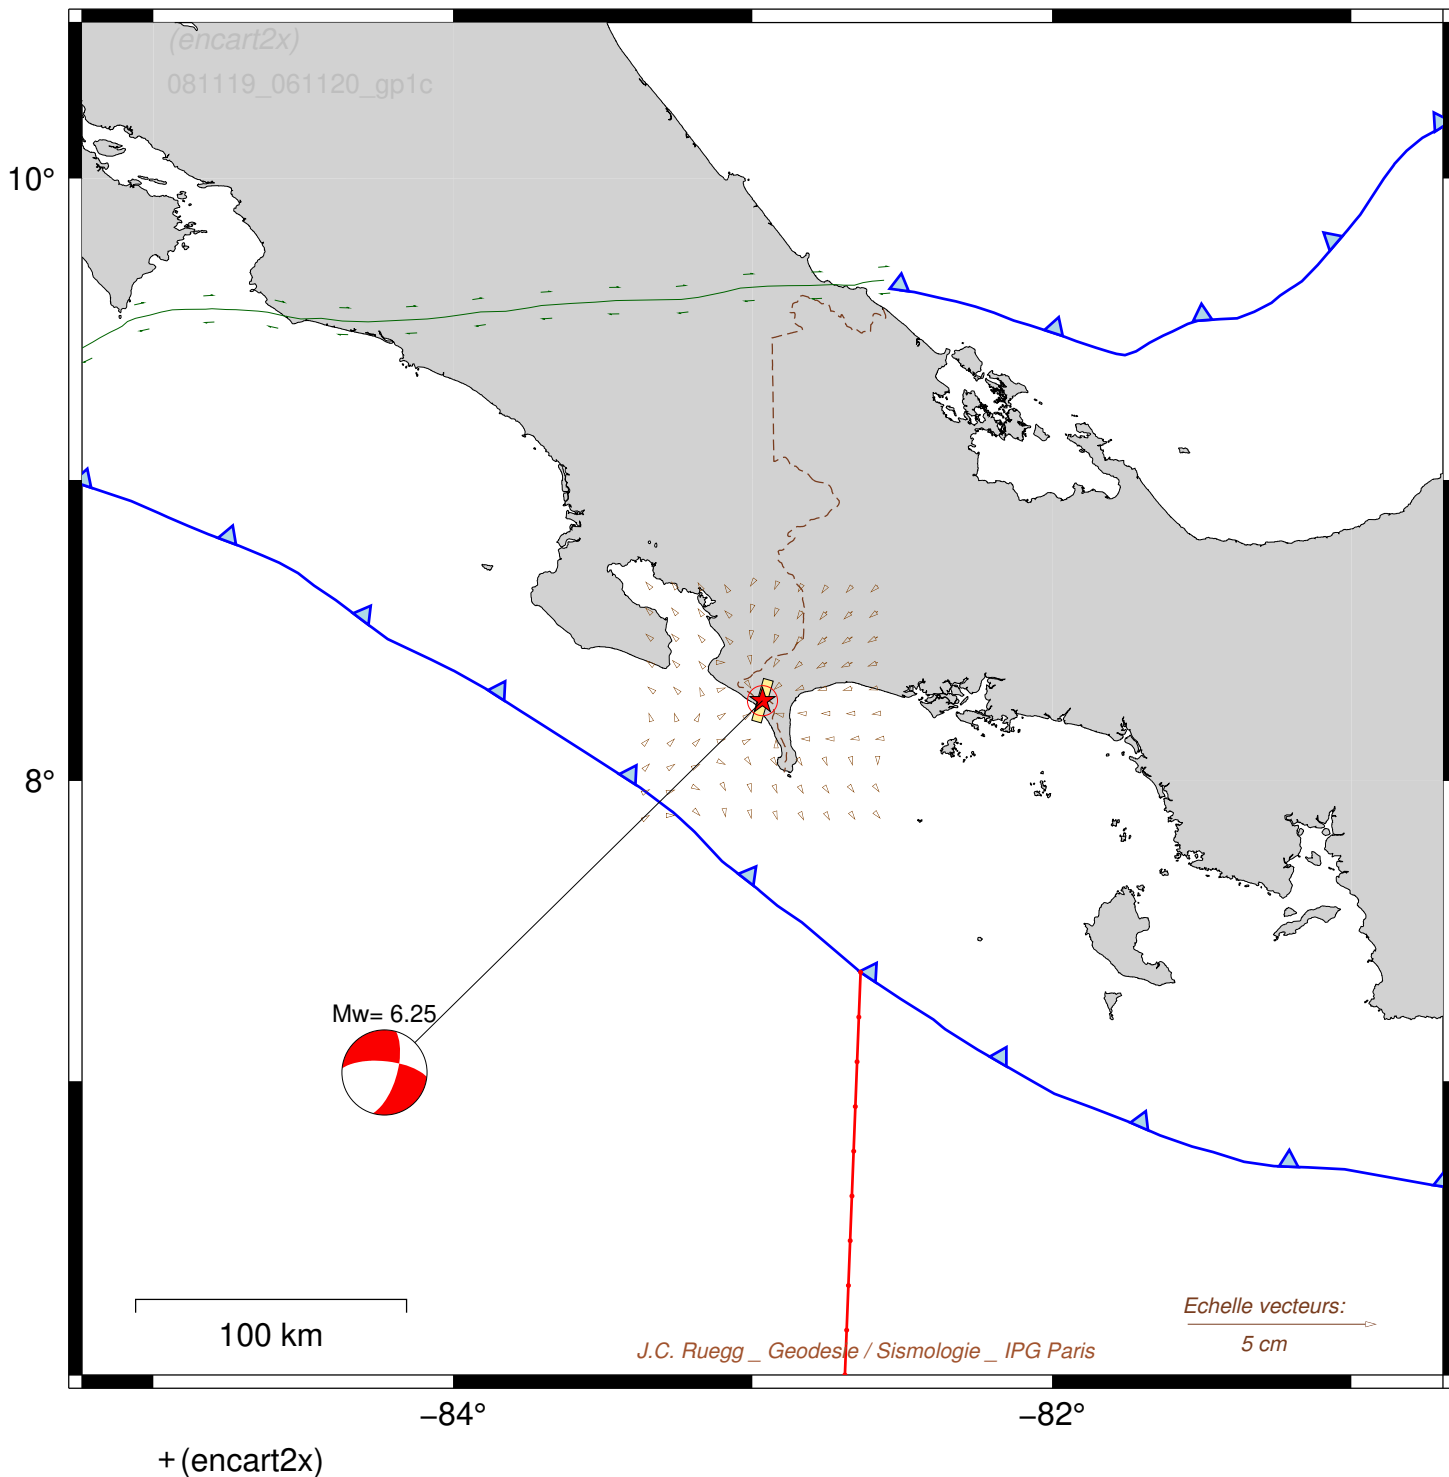 (encart2x)
081119_061120_gp1c
10°
8°
Mw= 6.25
100 km
Echelle vecteurs:
5 cm
J.C. Ruegg _ Geodesie / Sismologie _ IPG Paris
−84°
−82°
+ (encart2x)